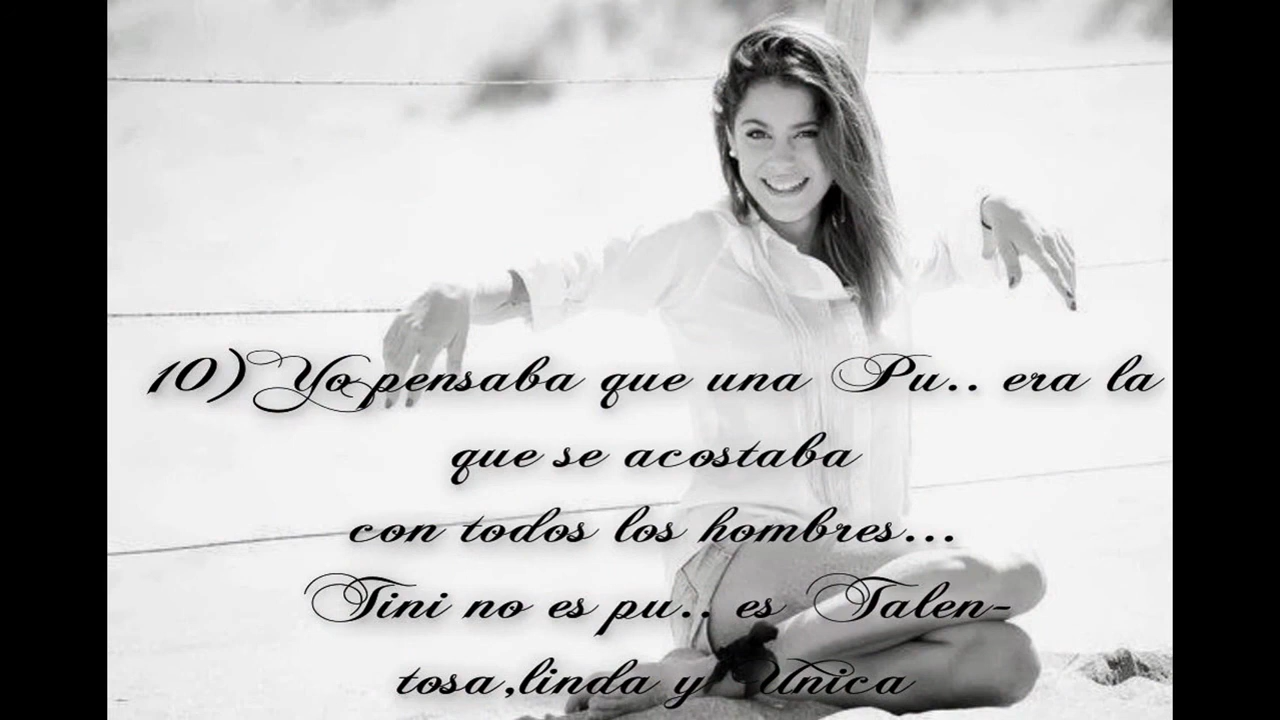 10) Yo pensaba que una Pu.. era la
que se acostaba
con todos los hombres...
Tini no es pu.. es Talen-
tosa,linda y Unica